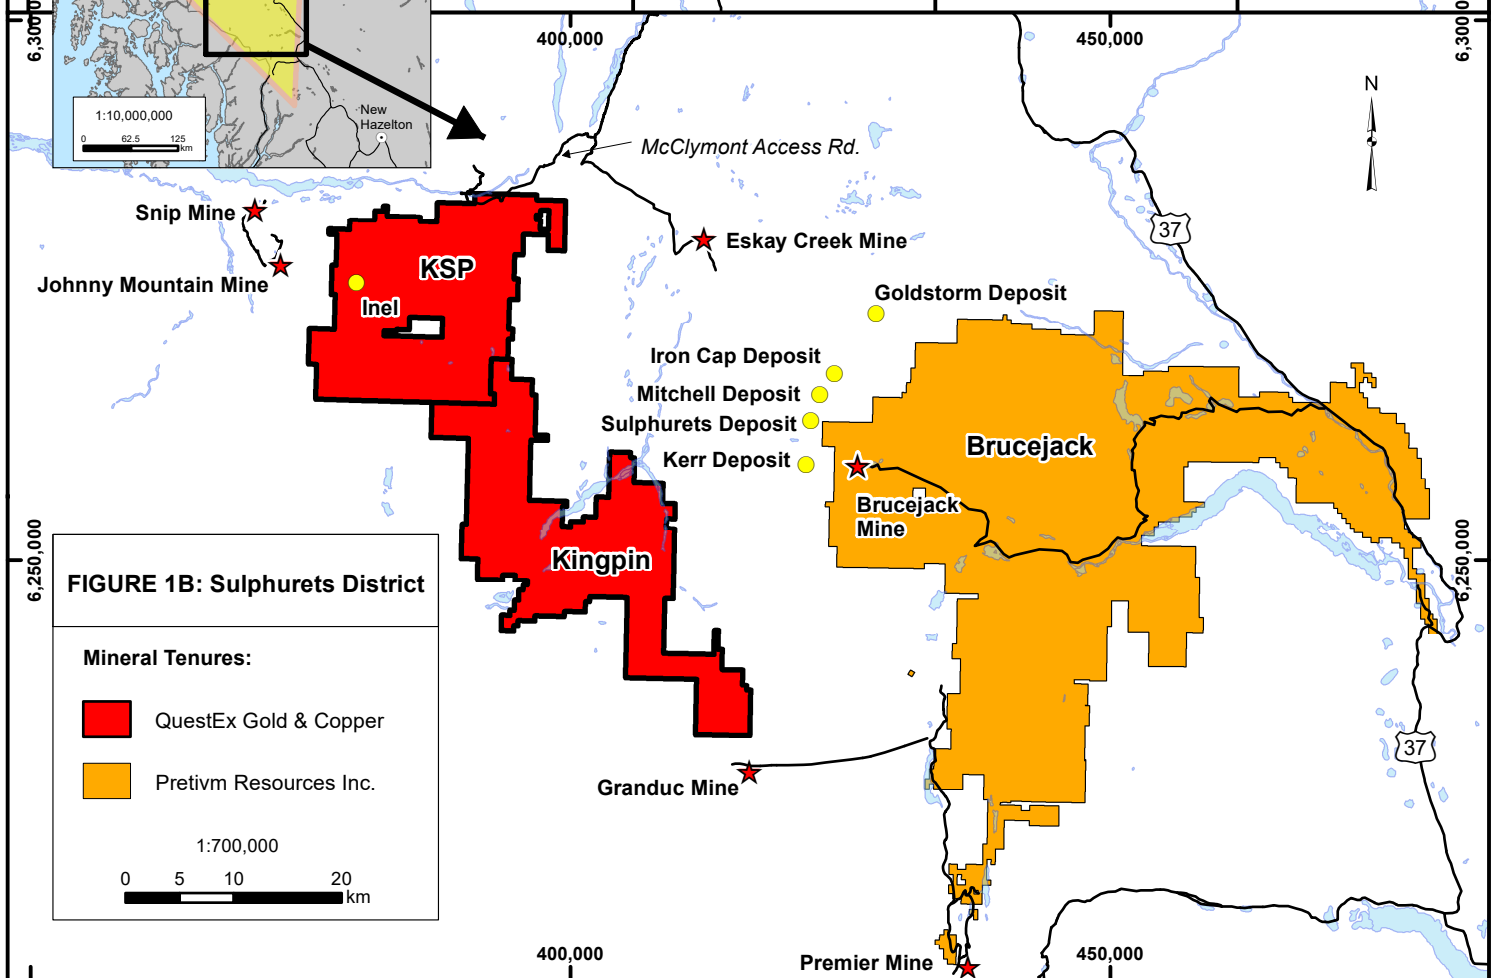 6,3000
400,000
450,000
6,3000
1:10,000,000
0 62.5 125
km
New
Hazelton
N
McClymont Access Rd.
Snip Mine
Johnny Mountain Mine
KSP
Inel
Eskay Creek Mine
37
Goldstorm Deposit
Iron Cap Deposit
Mitchell Deposit
Sulphurets Deposit
Kerr Deposit
Brucejack
Brucejack
Mine
Kingpin
6,250,000
6,250,000
FIGURE 1B: Sulphurets District
Mineral Tenures:
QuestEx Gold & Copper
Pretivm Resources Inc.
1:700,000
0 5 10 20
km
Granduc Mine
37
400,000
450,000
Premier Mine